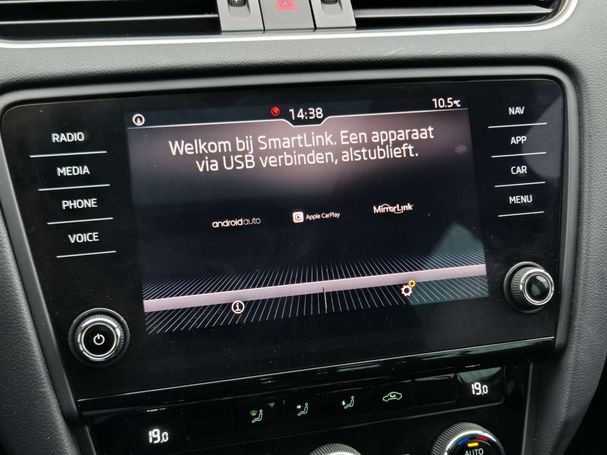 14:38
10.5°C
Welkom bij SmartLink. Een apparaat
via USB verbinden, alstublieft.
androidauto
Apple CarPlay
MirrorLink
RADIO
MEDIA
PHONE
VOICE
NAV
APP
CAR
MENU
19.0
19.0
AUTO